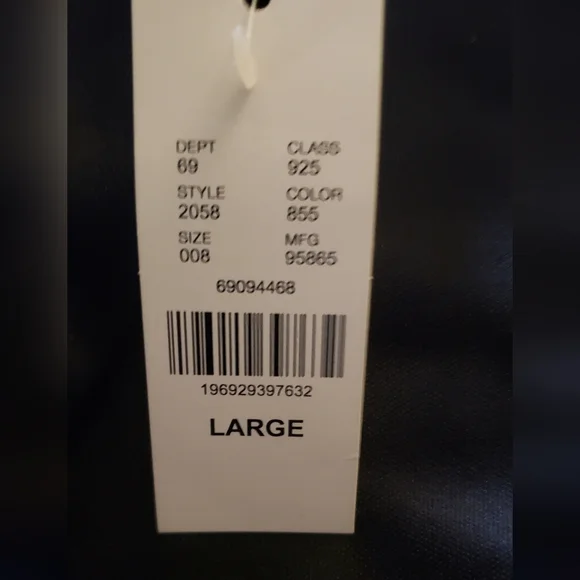 DEPT CLASS
69 925
STYLE COLOR
2058 855
SIZE MFG
008 95865
69094468
196929397632
LARGE